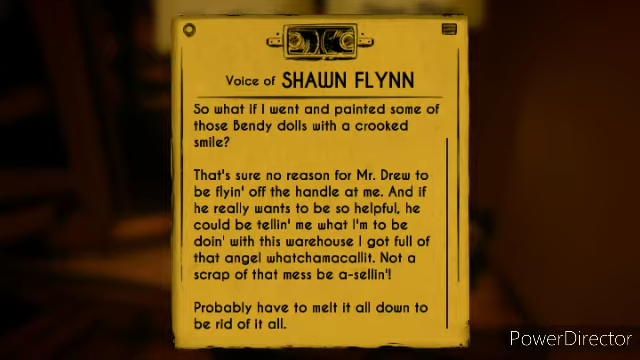 Voice of SHAWN FLYNN
So what if I went and painted some of
those Bendy dolls with a crooked
smile?
That's sure no reason for Mr. Drew to
be flyin' off the handle at me. And if
he really wants to be so helpful, he
could be tellin' me what I'm to be
doin' with this warehouse I got full of
that angel whatchamacallit. Not a
scrap of that mess be a-sellin'!
Probably have to melt it all down to
be rid of it all.
PowerDirector